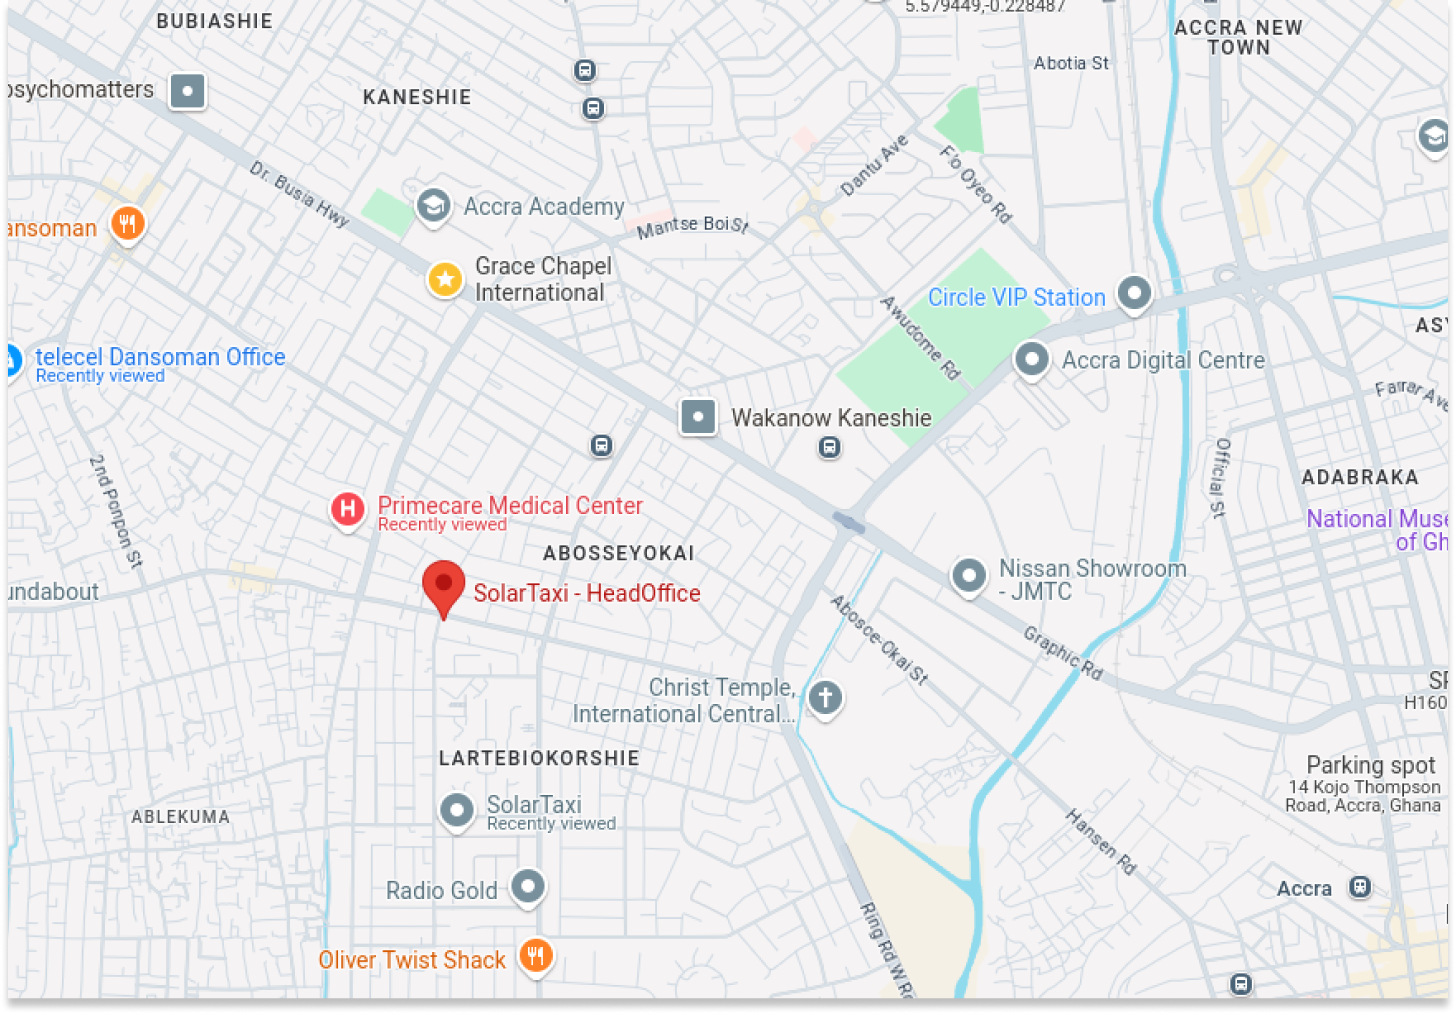 5.579449,-0.228487
BUBIASHIE
ACCRA NEW
TOWN
Abotia St
psychomatters
KANESHIE
Dantu Ave
Flo Oyeo Rd
Dr. Busia Hwy
Accra Academy
Mantse Boi St
ansoman
Grace Chapel
International
Circle VIP Station
Awudome Rd
AS
telecel Dansoman Office
Recently viewed
Accra Digital Centre
Farrar Ave
Wakanow Kaneshie
2nd Ponpon St
Official St
ADABRAKA
Primecare Medical Center
Recently viewed
National Muse
of Gh
ABOSSEYOKAI
Nissan Showroom
- JMTC
undabout
SolarTaxi - HeadOffice
Abosoe-Okai St
Graphic Rd
Christ Temple,
International Central...
H160
LARTEBIOKORSHIE
Parking spot
14 Kojo Thompson
Road, Accra, Ghana
SolarTaxi
Recently viewed
ABLEKUMA
Hansen Rd
Radio Gold
Accra
Ring Rd W
Oliver Twist Shack